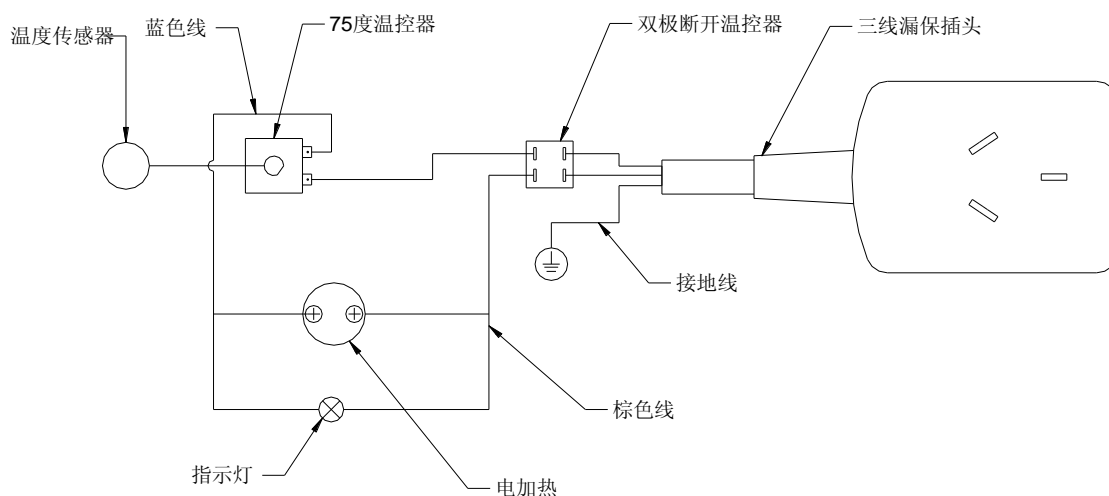 温度传感器
蓝色线
75度温控器
双极断开温控器
三线漏保插头
接地线
棕色线
指示灯
电加热